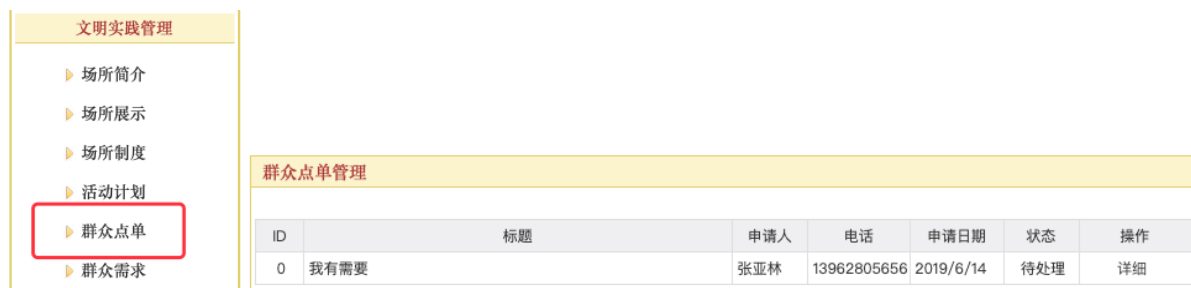 文明实践管理
场所简介
场所展示
场所制度
活动计划
群众点单
群众需求
群众点单管理
ID 标题 申请人 电话 申请日期 状态 操作
0 我有需要 张亚林 13962805656 2019/6/14 待处理 详细